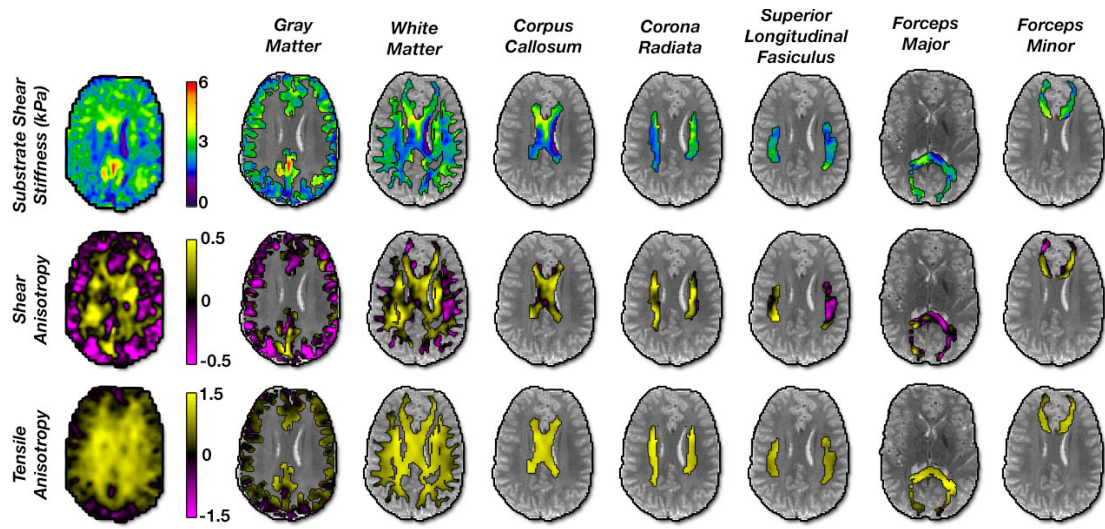 Gray
Matter
White
Matter
Corpus
Callosum
Corona
Radiata
Superior
Longitudinal
Fasiculus
Forceps
Major
Forceps
Minor
Substrate Shear
Stiffness (kPa)
6
3
0
Shear
Anisotropy
0.5
0
-0.5
Tensile
Anisotropy
1.5
0
-1.5